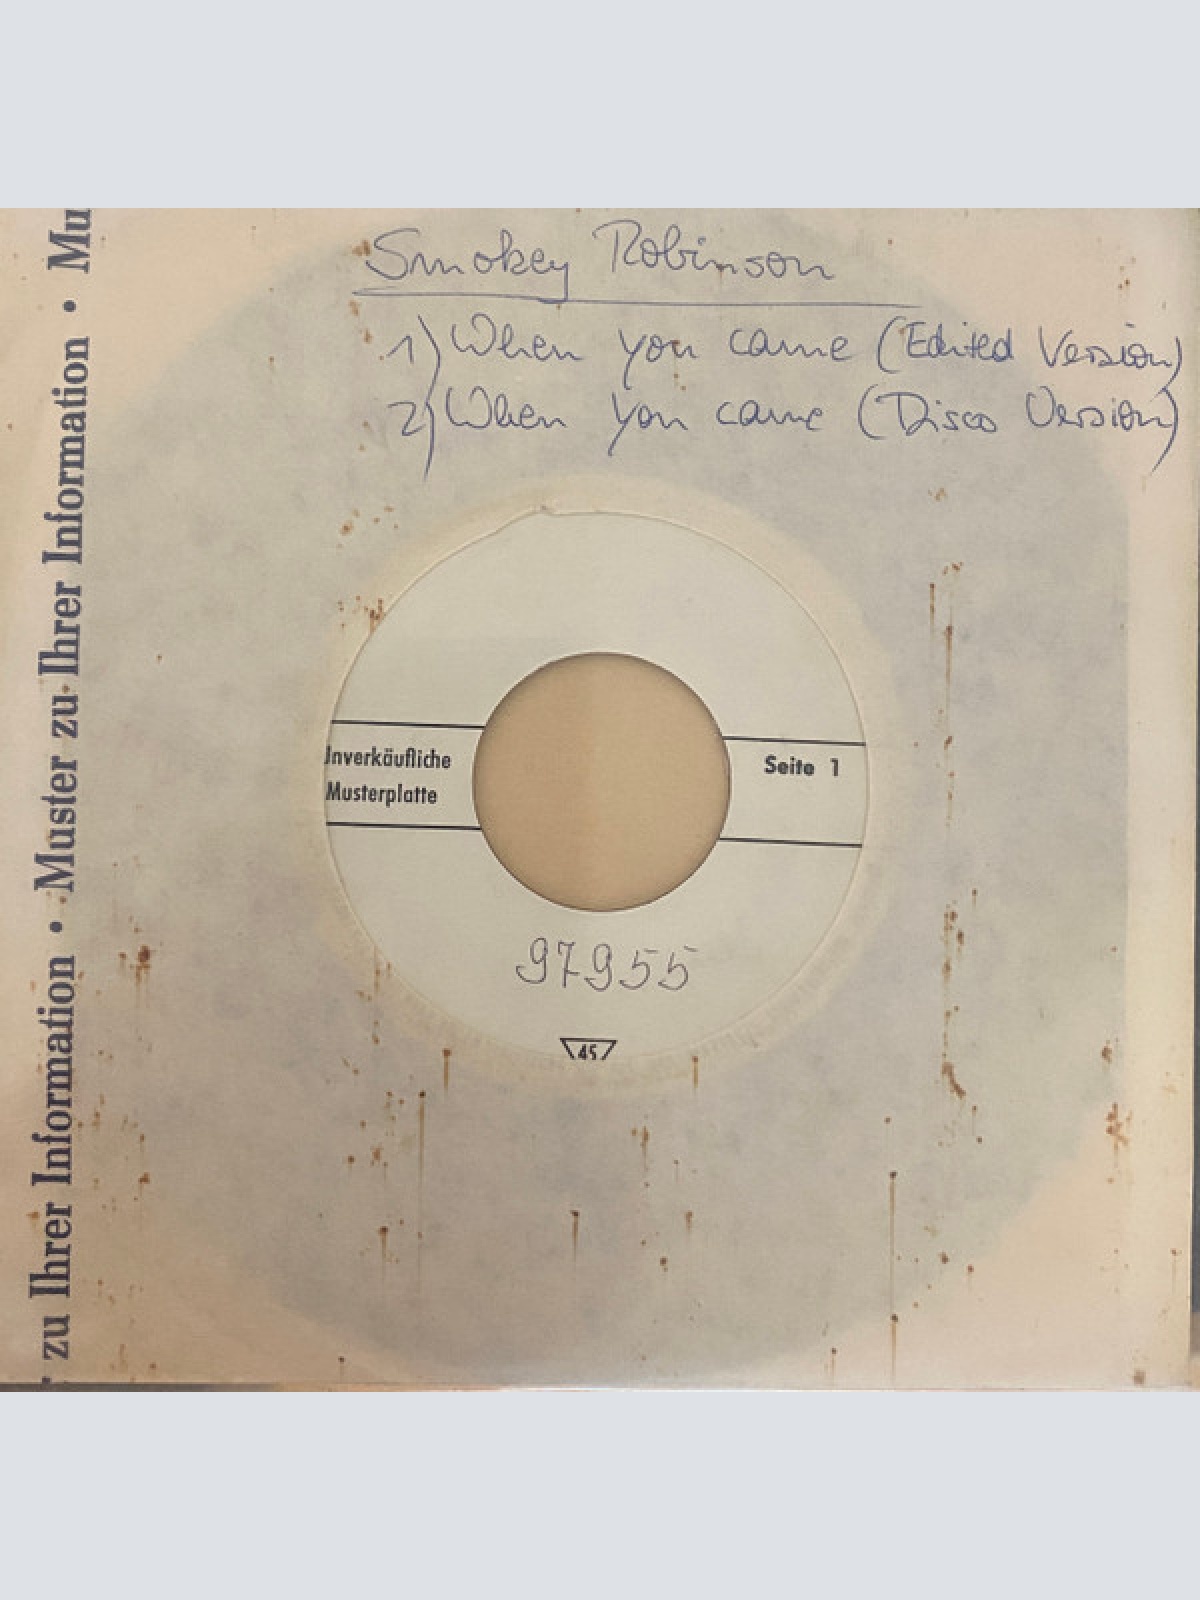 Smokey Robinson
1) When you came (Edited Version)
2) When you came (Disco Version)
zu Ihrer Information • Muster zu Ihrer Information • Mu
Unverkäufliche
Musterplatte
Seite 1
97955
45